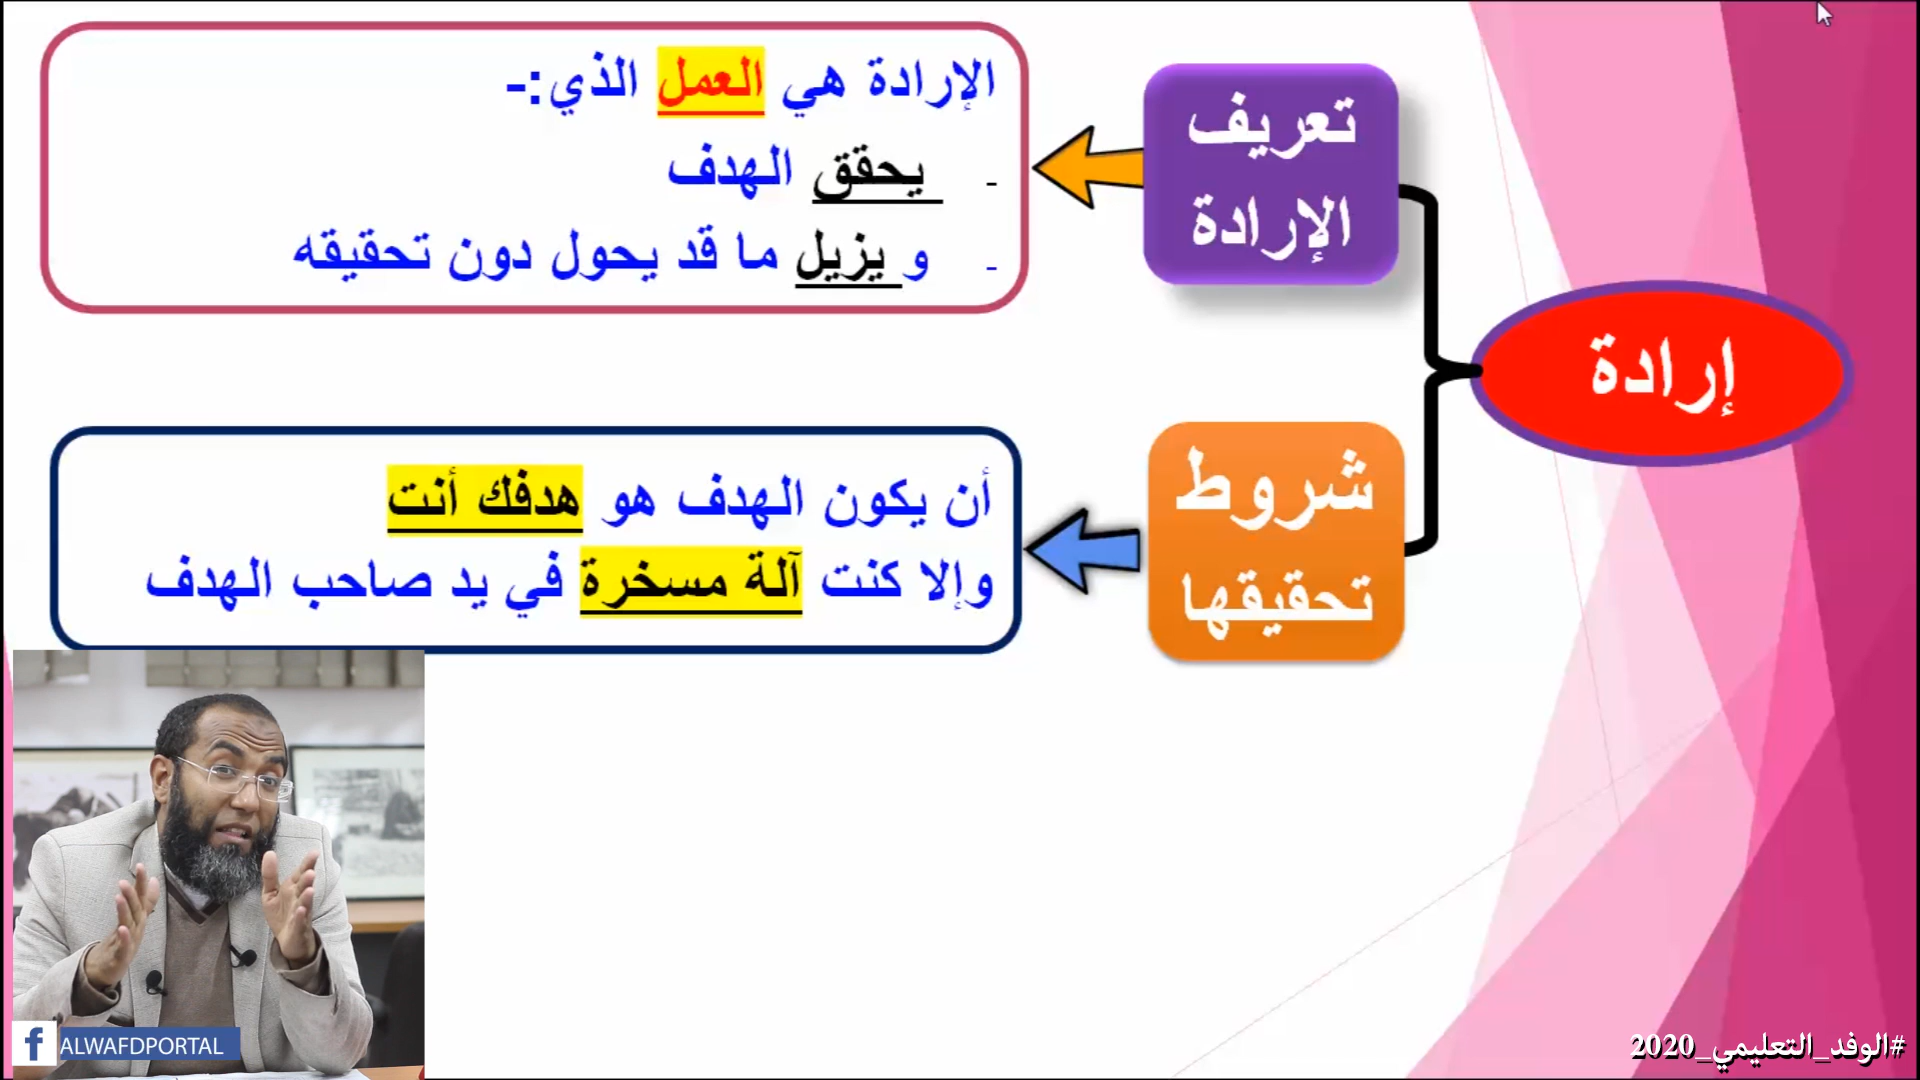 إرادة
تعريف
الإرادة
الإرادة هي العمل الذي:-
- يحقق الهدف
- و يزيل ما قد يحول دون تحقيقه
شروط
تحقيقها
أن يكون الهدف هو هدفك أنت
وإلا كنت آلة مسخرة في يد صاحب الهدف
f ALWAFDPORTAL
#الوفد_التعليمي_2020